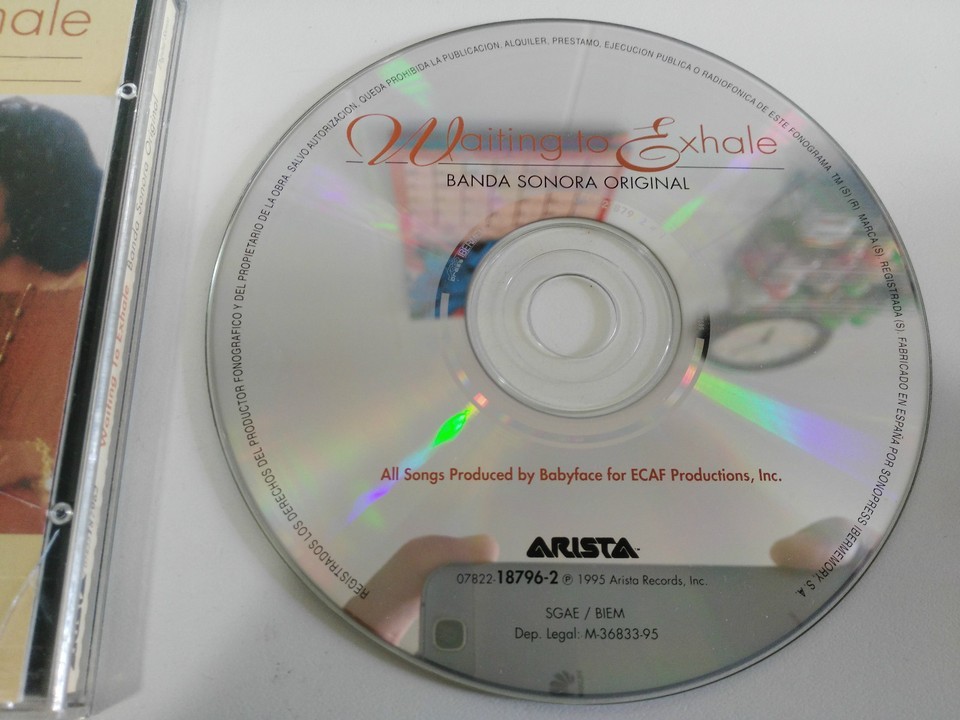 hale
Waiting To Exhale Banda Sonora Original
REGISTRADOS LOS DERECHOS DEL PRODUCTOR FONOGRAFICO Y DEL PROPIETARIO DE LA OBRA. SALVO AUTORIZACION. QUEDA PROHIBIDA LA PUBLICACION. ALQUILER, PRESTAMO, EJECUCION PUBLICA O RADIOFONICA DE ESTE FONOGRAMA. TM (S) (R) MARCA (S). REGISTRADA (S). FABRICADO EN ESPAÑA POR SONOPRESS IBERMEMORY, S. A.
Waiting to Exhale
BANDA SONORA ORIGINAL
All Songs Produced by Babyface for ECAF Productions, Inc.
ARISTA
07822-18796-2 ℗ 1995 Arista Records, Inc.
SGAE / BIEM
Dep. Legal: M-36833-95